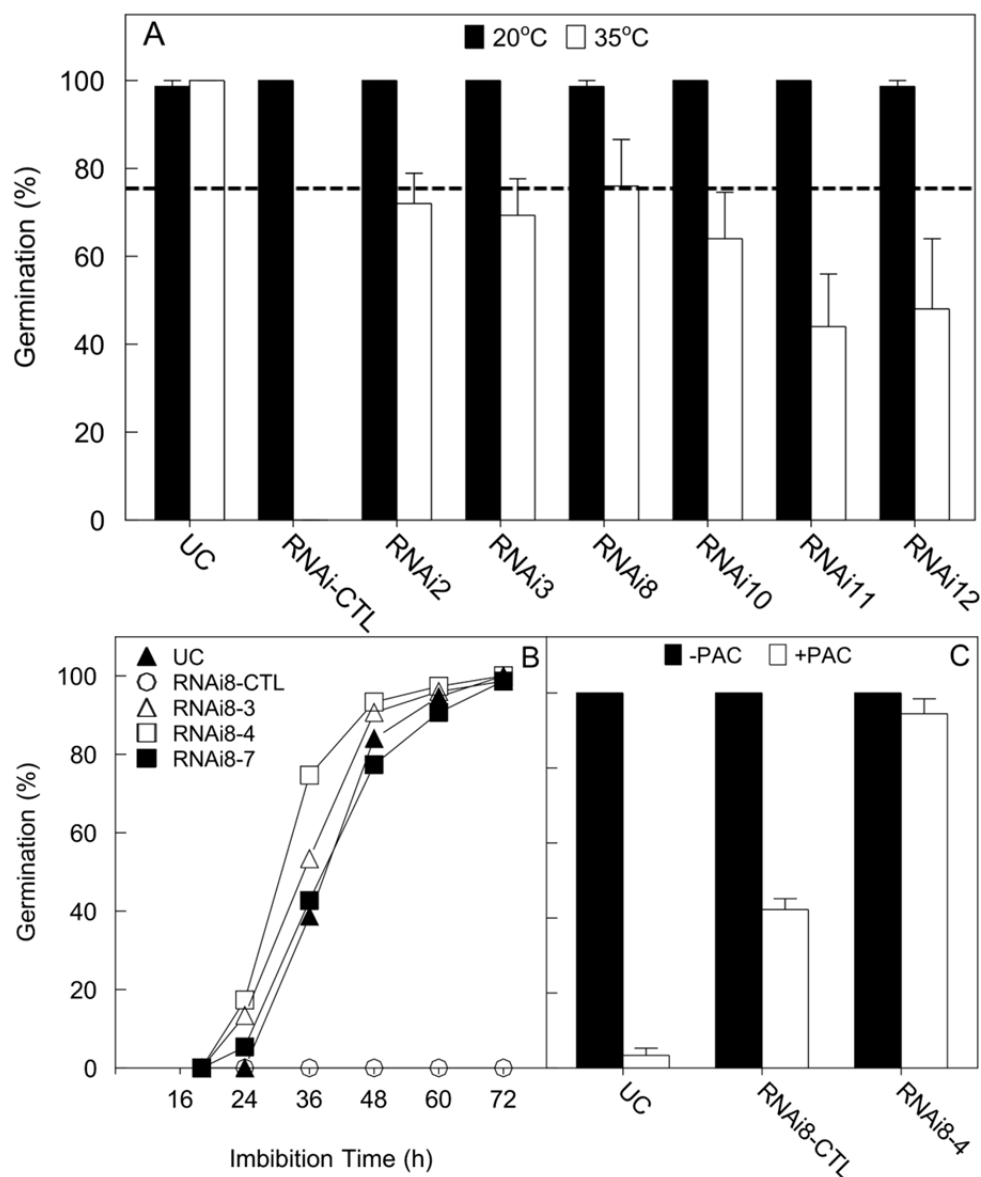 A
20°C 35°C
100
80
60
40
20
0
Germination (%)
UC
RNAi-CTL
RNAi2
RNAi3
RNAi8
RNAi10
RNAi11
RNAi12
B
UC
RNAi8-CTL
RNAi8-3
RNAi8-4
RNAi8-7
100
80
60
40
20
0
Germination (%)
16 24 36 48 60 72
Imbibition Time (h)
-PAC +PAC
C
UC
RNAi8-CTL
RNAi8-4